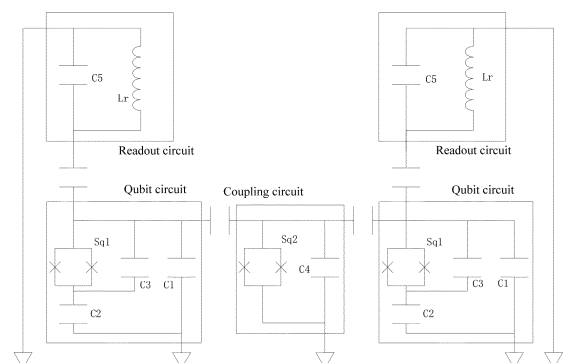 C5
Lr
Readout circuit
C5
Lr
Readout circuit
Qubit circuit
Coupling circuit
Qubit circuit
Sq1
C3
C1
C2
Sq2
C4
Sq1
C3
C1
C2